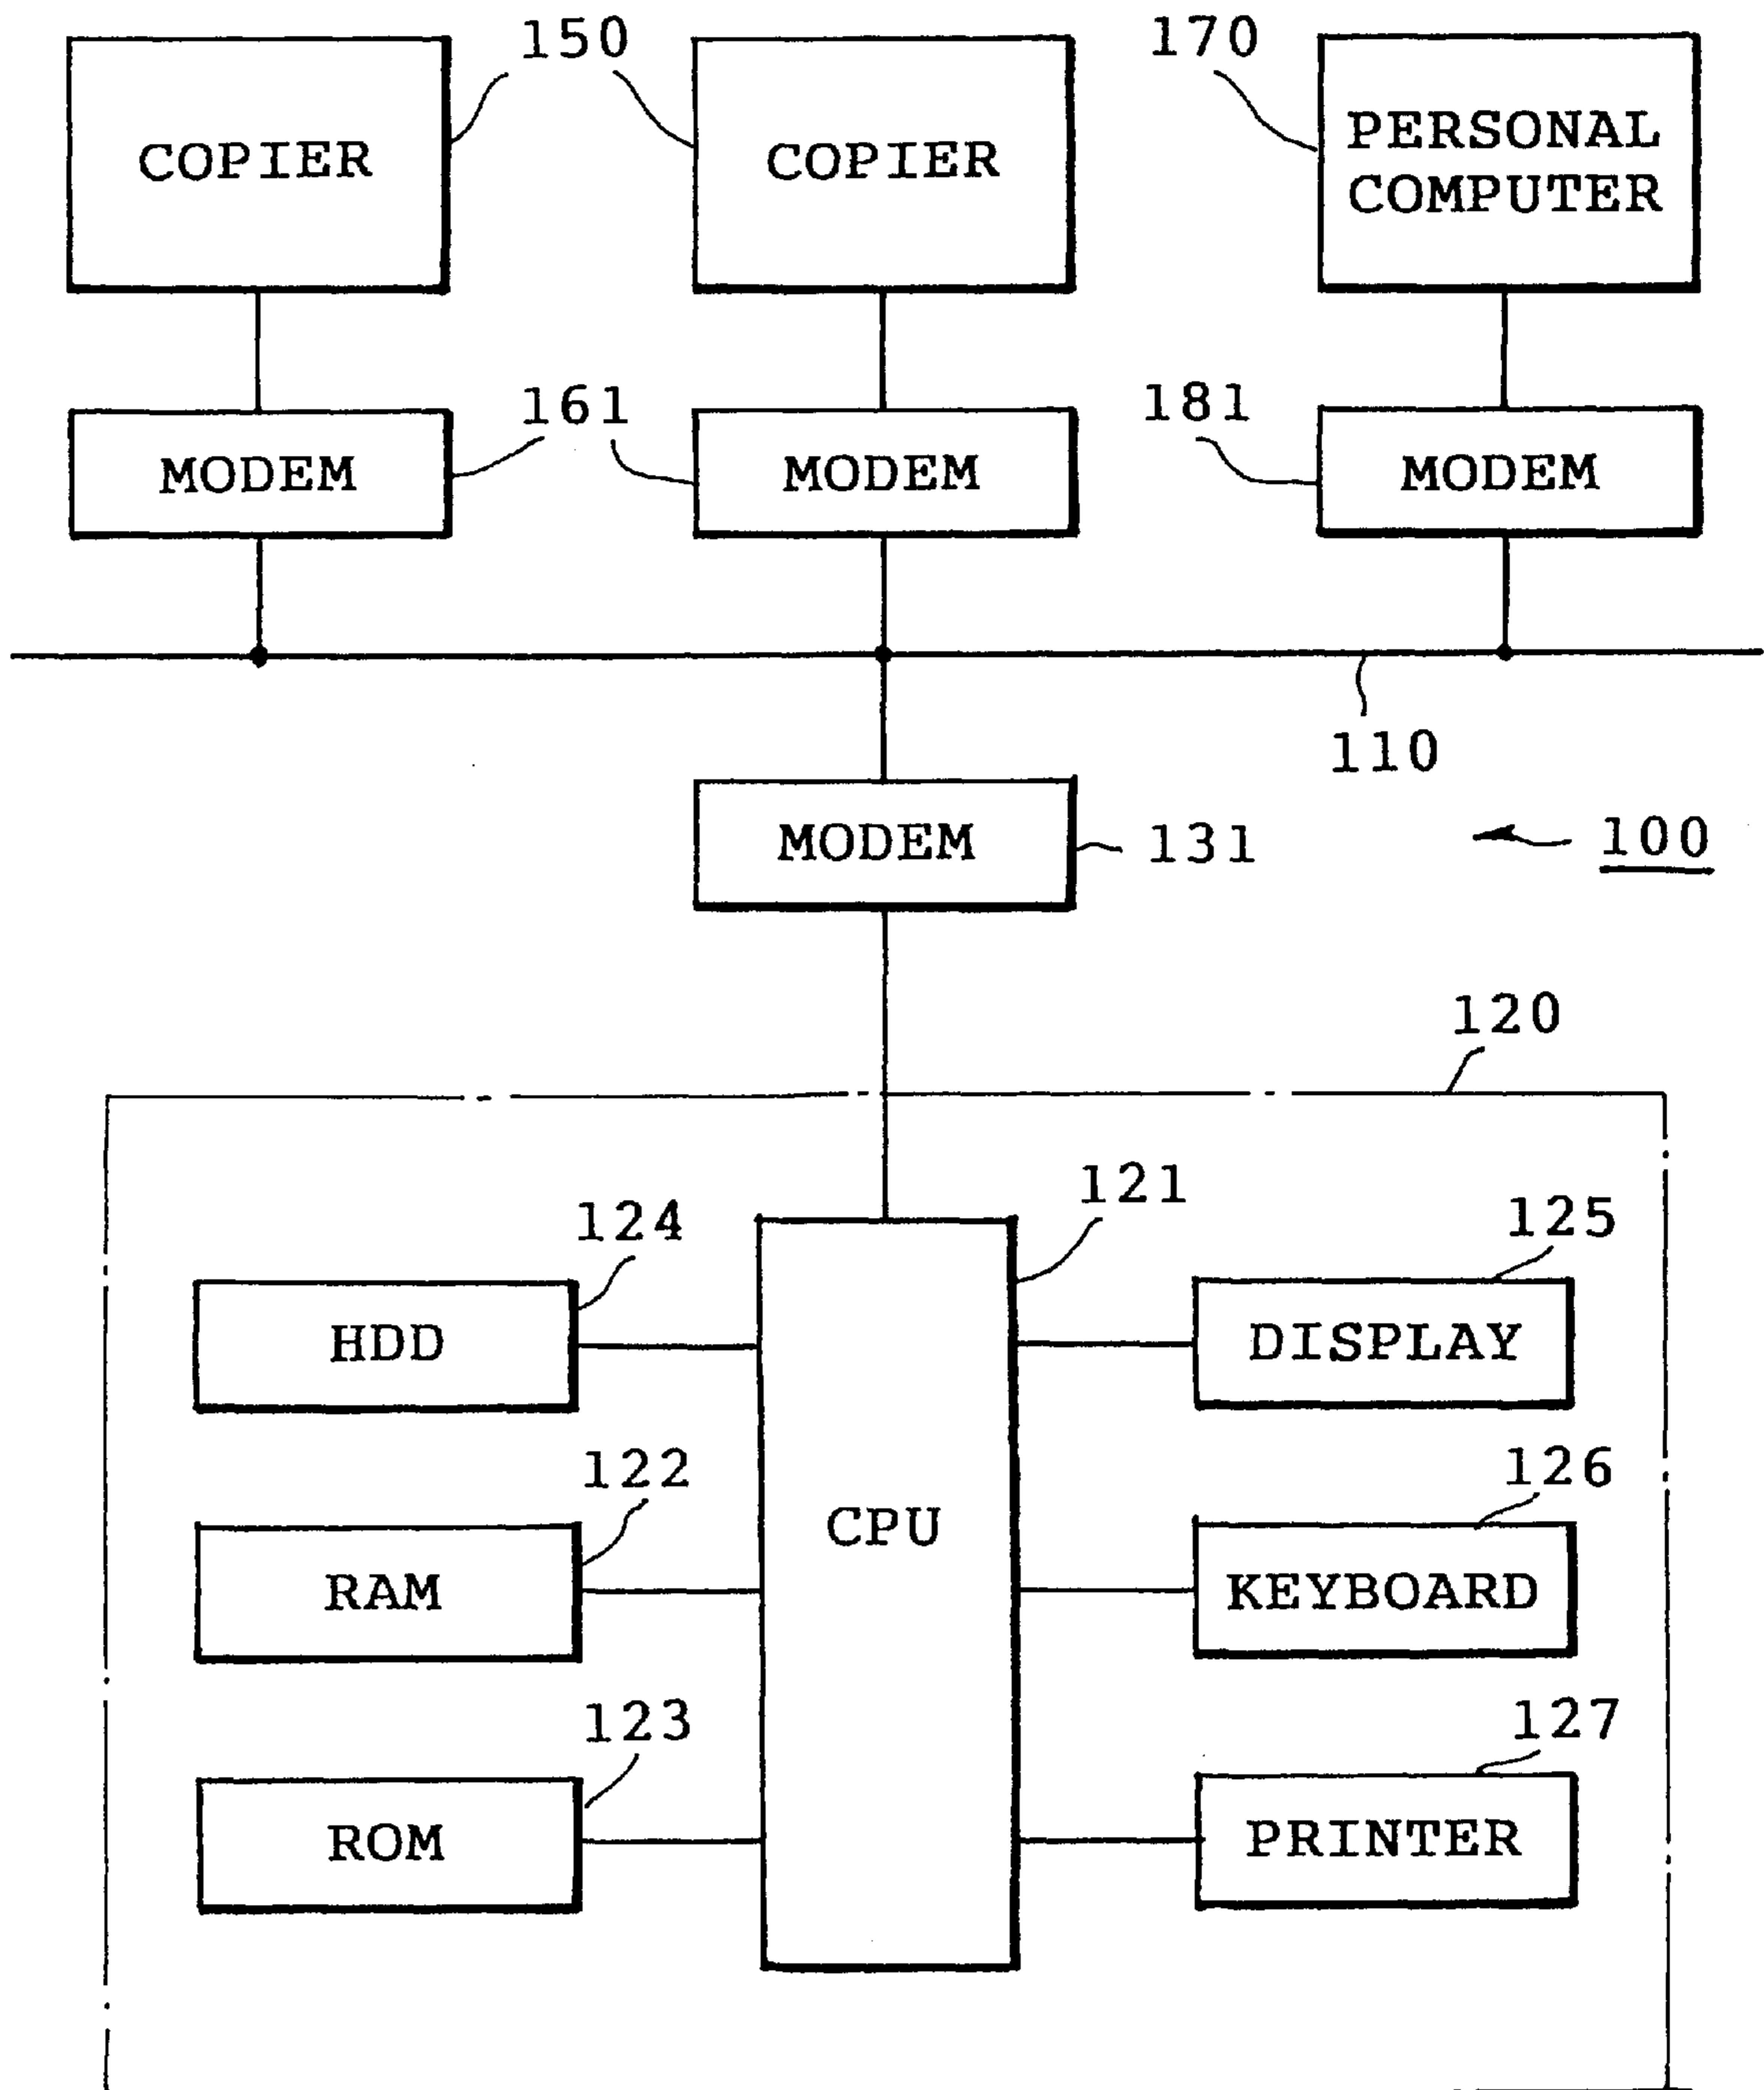 150
170
COPIER
COPIER
PERSONAL
COMPUTER
161
181
MODEM
MODEM
MODEM
110
MODEM
131
100
120
121
124
125
HDD
DISPLAY
122
126
CPU
RAM
KEYBOARD
123
127
ROM
PRINTER